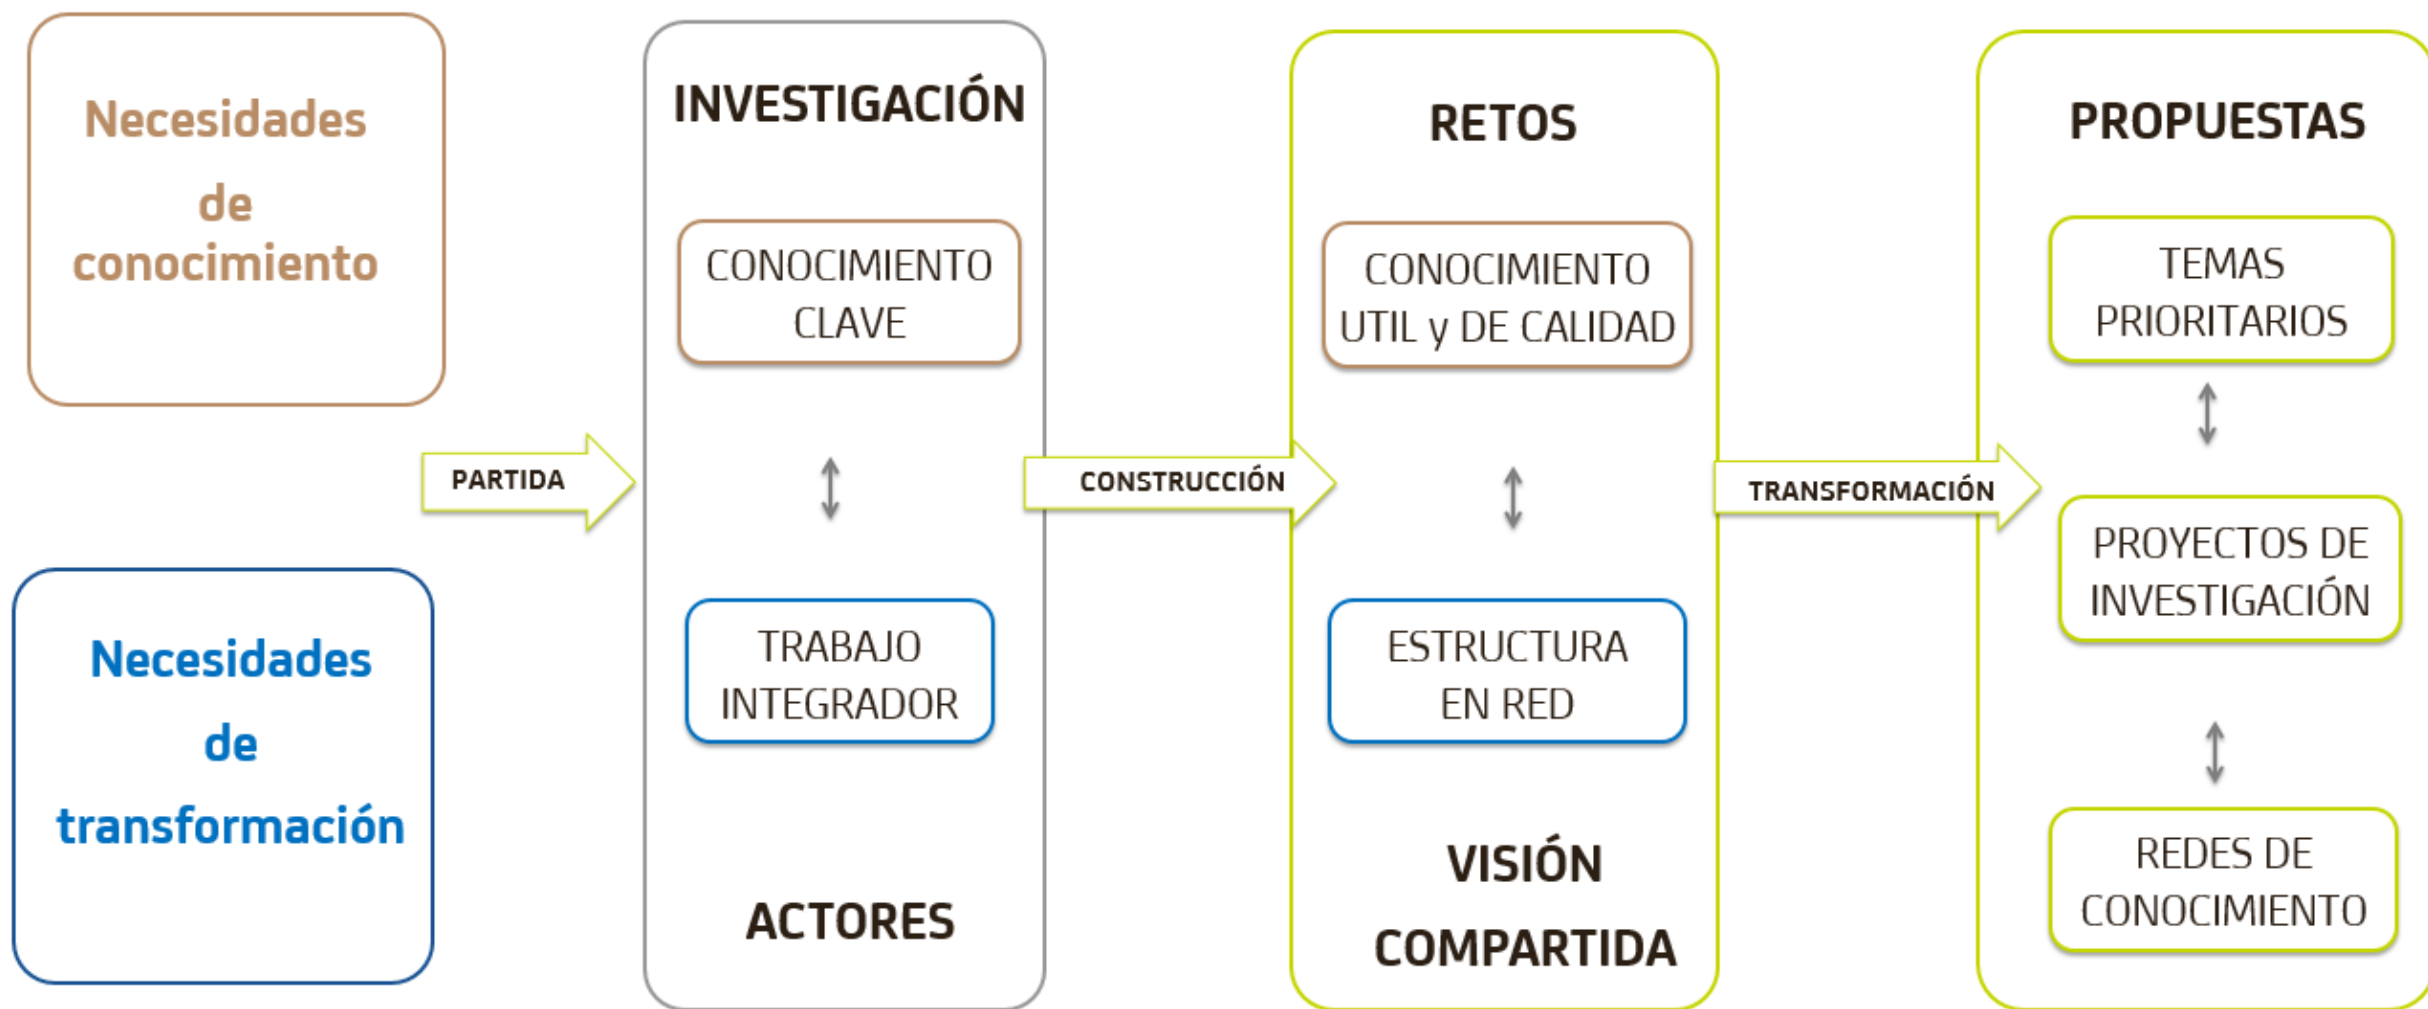 Necesidades
de
conocimiento
Necesidades
de
transformación
PARTIDA
INVESTIGACIÓN
CONOCIMIENTO
CLAVE
TRABAJO
INTEGRADOR
ACTORES
CONSTRUCCIÓN
RETOS
CONOCIMIENTO
UTIL y DE CALIDAD
ESTRUCTURA
EN RED
VISIÓN
COMPARTIDA
TRANSFORMACIÓN
PROPUESTAS
TEMAS
PRIORITARIOS
PROYECTOS DE
INVESTIGACIÓN
REDES DE
CONOCIMIENTO